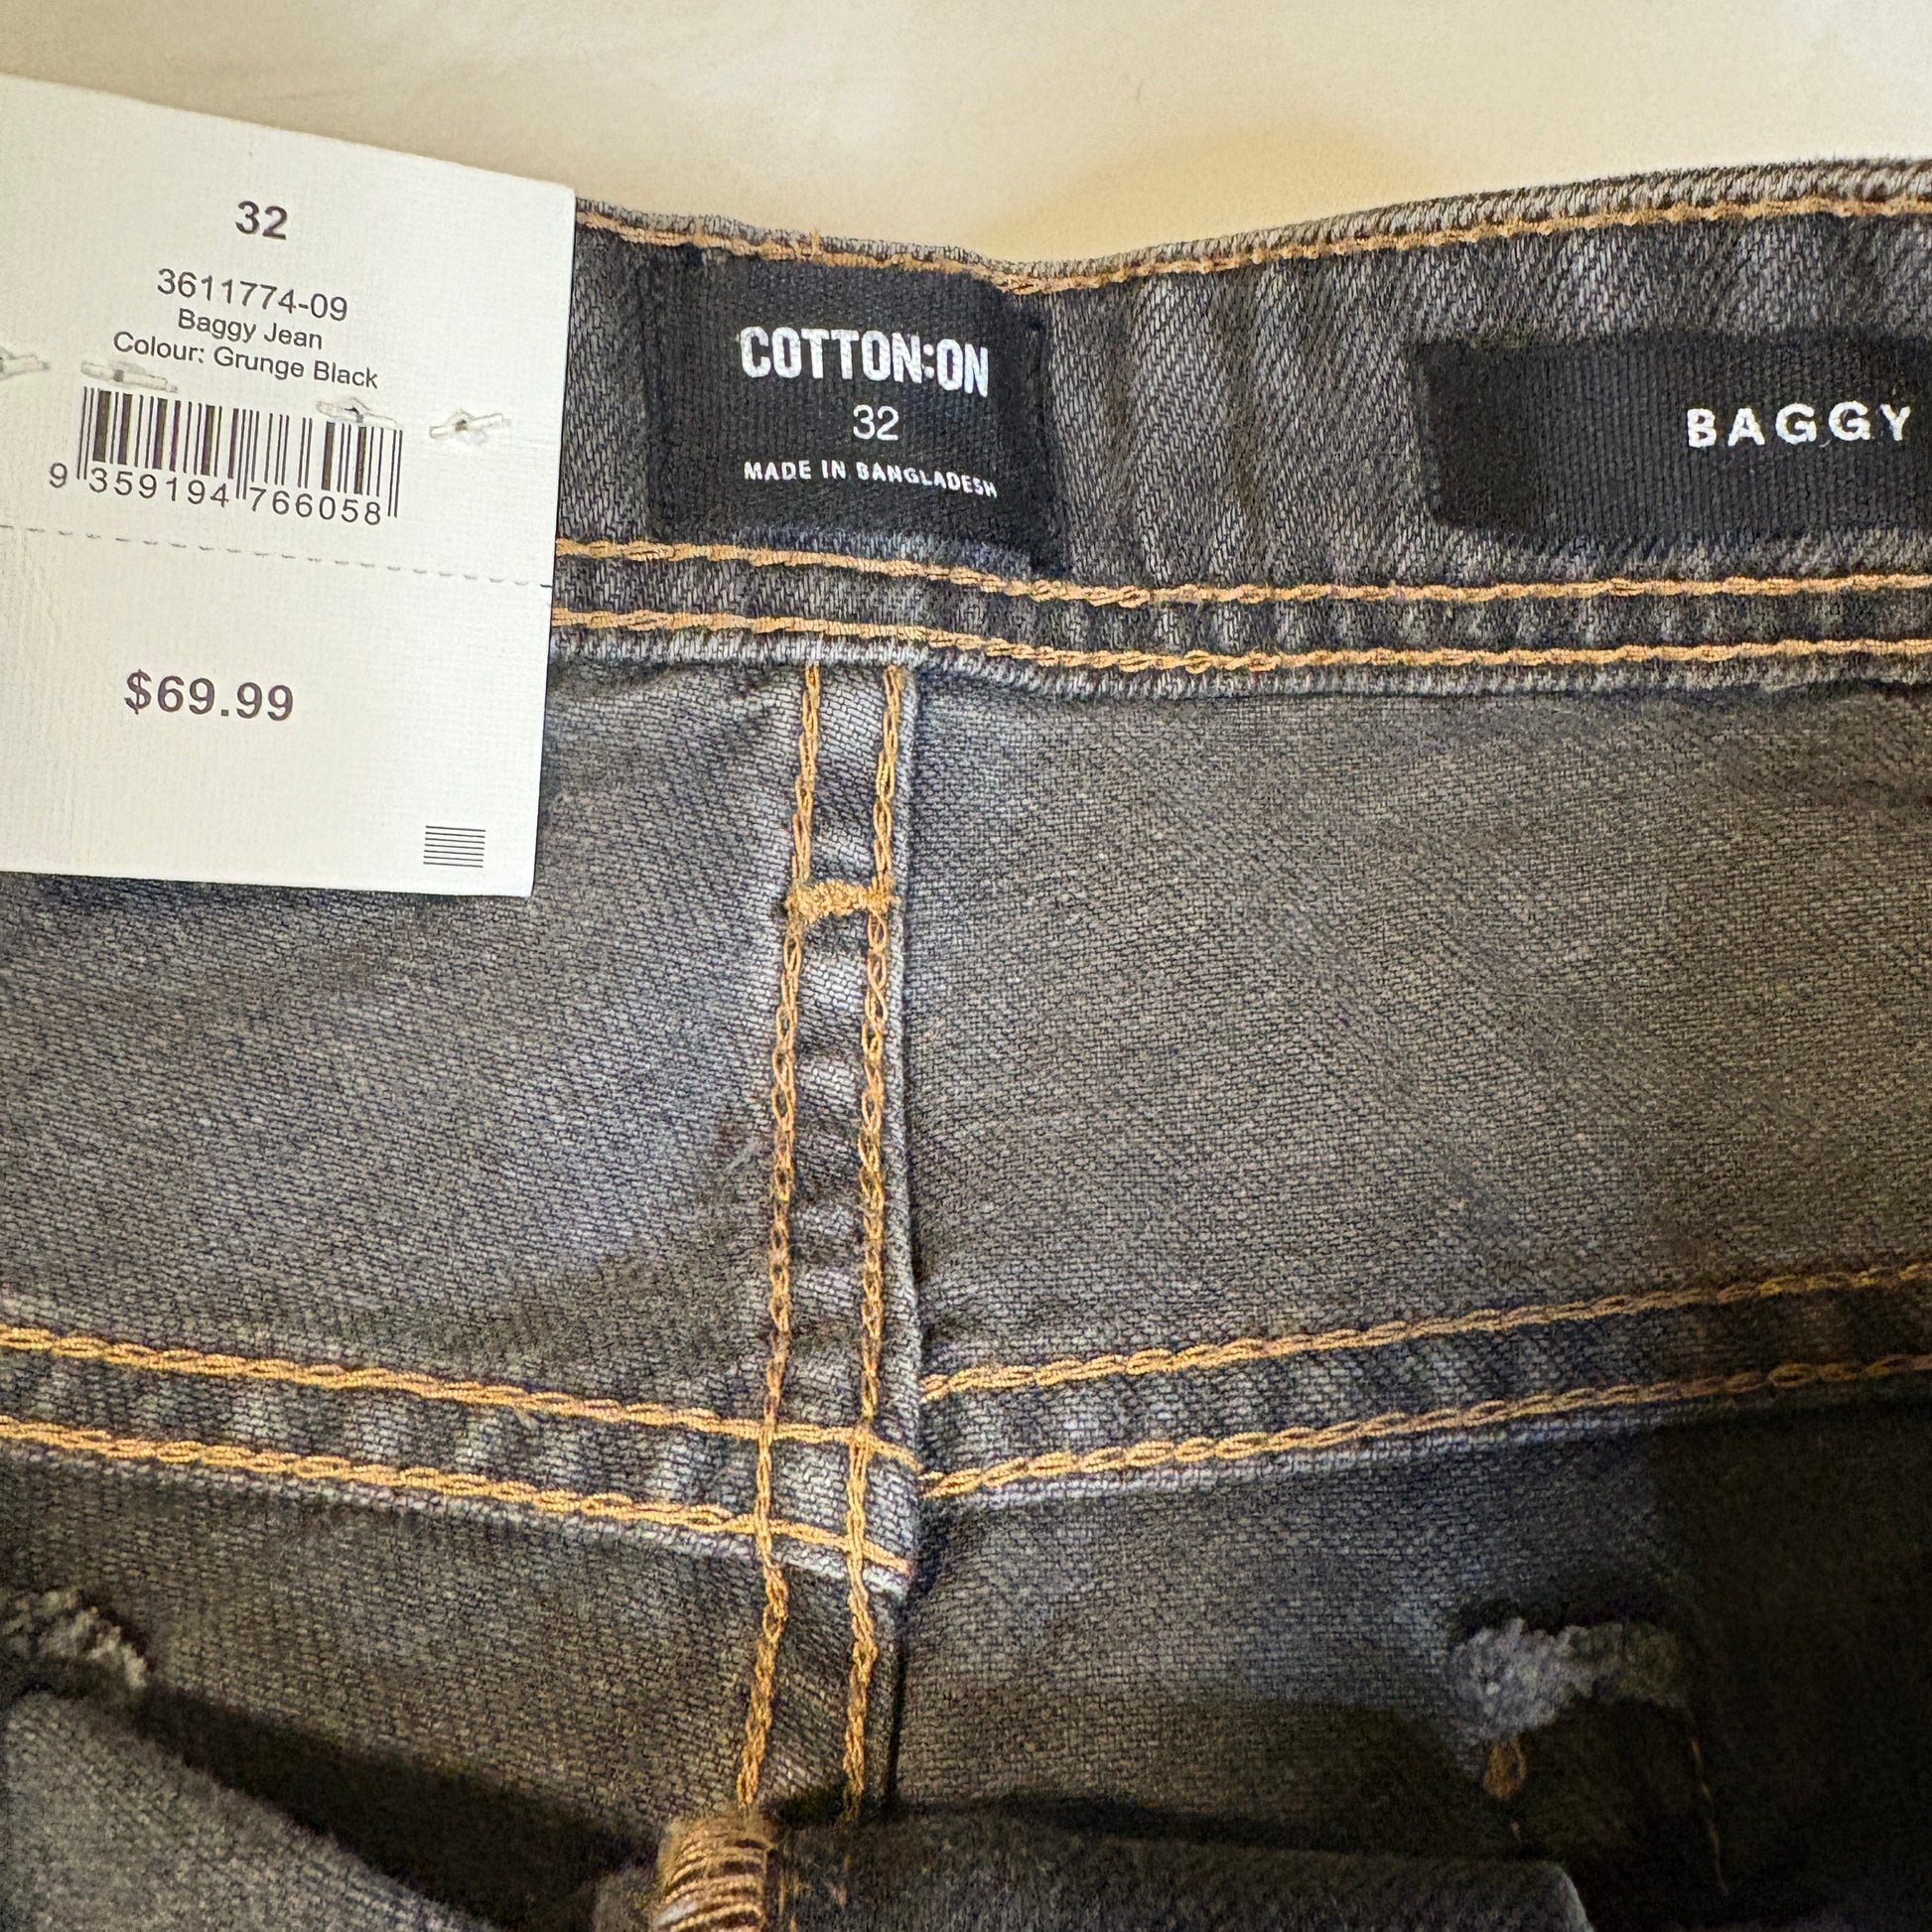 32
3611774-09
Baggy Jean
Colour: Grunge Black
9 359194 766058
$69.99
COTTON:ON
32
MADE IN BANGLADESH
BAGGY